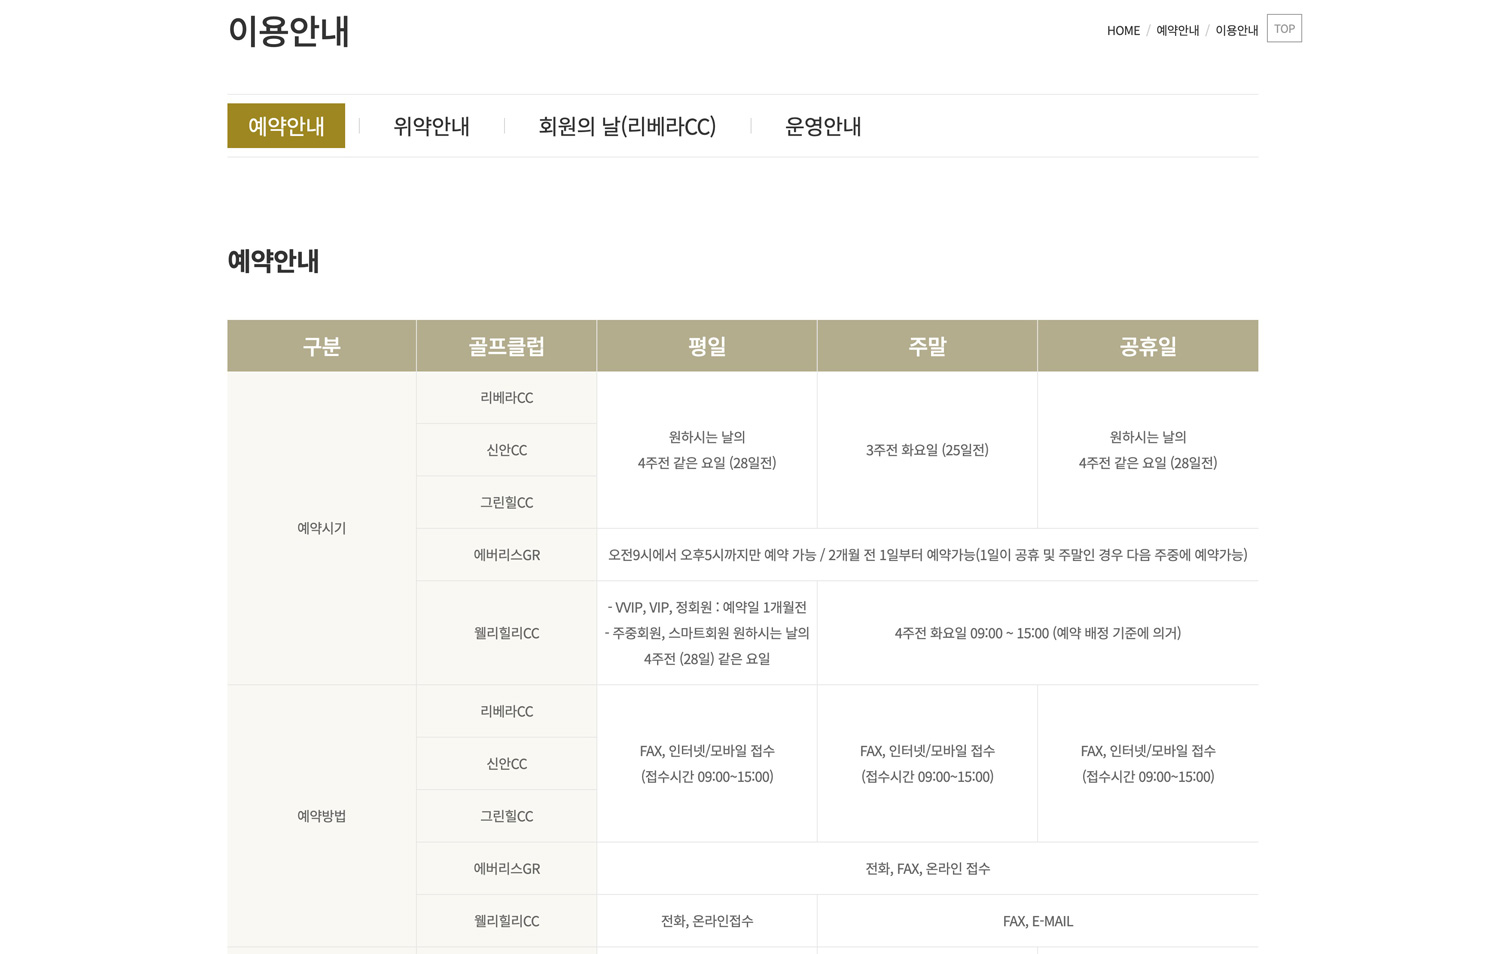 이용안내
HOME / 예약안내 / 이용안내
TOP
예약안내
위약안내
회원의 날(리베라CC)
운영안내
예약안내
구분 골프클럽 평일 주말 공휴일
예약시기
리베라CC
신안CC
그린힐CC
원하시는 날의
4주전 같은 요일 (28일전)
3주전 화요일 (25일전)
원하시는 날의
4주전 같은 요일 (28일전)
에버리스GR
오전9시에서 오후5시까지만 예약 가능 / 2개월 전 1일부터 예약가능(1일이 공휴 및 주말인 경우 다음 주중에 예약가능)
웰리힐리CC
- VVIP, VIP, 정회원 : 예약일 1개월전
- 주중회원, 스마트회원 원하시는 날의
4주전 (28일) 같은 요일
4주전 화요일 09:00 ~ 15:00 (예약 배정 기준에 의거)
예약방법
리베라CC
신안CC
그린힐CC
FAX, 인터넷/모바일 접수
(접수시간 09:00~15:00)
FAX, 인터넷/모바일 접수
(접수시간 09:00~15:00)
FAX, 인터넷/모바일 접수
(접수시간 09:00~15:00)
에버리스GR
전화, FAX, 온라인 접수
웰리힐리CC
전화, 온라인접수
FAX, E-MAIL